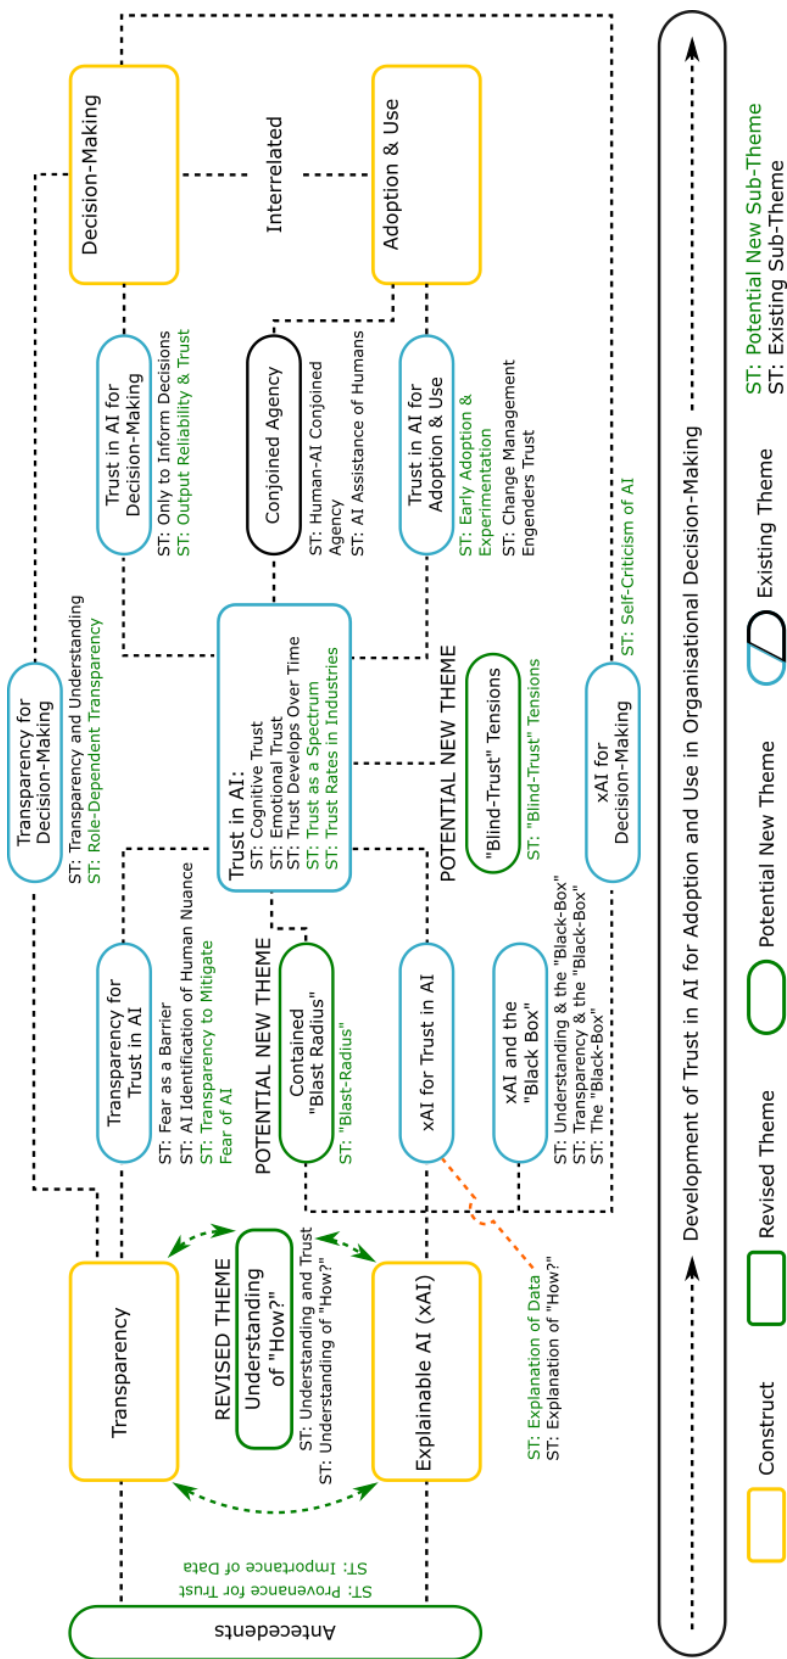 Antecedents
ST: Provenance for Trust
ST: Importance of Data
Transparency
REVISED THEME
Understanding
of "How?"
ST: Understanding and Trust
ST: Understanding of "How?"
Explainable AI (xAI)
ST: Explanation of Data
ST: Explanation of "How?"
Transparency for
Decision-Making
ST: Transparency and Understanding
ST: Role-Dependent Transparency
Transparency for
Trust in AI
ST: Fear as a Barrier
ST: AI Identification of Human Nuance
ST: Transparency to Mitigate
Fear of AI
POTENTIAL NEW THEME
Contained
"Blast Radius"
ST: "Blast-Radius"
xAI for Trust in AI
xAI and the
"Black Box"
ST: Understanding & the "Black-Box"
ST: Transparency & the "Black-Box"
ST: The "Black-Box"
Trust in AI:
ST: Cognitive Trust
ST: Emotional Trust
ST: Trust Develops Over Time
ST: Trust as a Spectrum
ST: Trust Rates in Industries
POTENTIAL NEW THEME
"Blind-Trust" Tensions
ST: "Blind-Trust" Tensions
xAI for
Decision-Making
ST: Self-Criticism of AI
Trust in AI for
Decision-Making
ST: Only to Inform Decisions
ST: Output Reliability & Trust
Conjoined Agency
ST: Human-AI Conjoined
Agency
ST: AI Assistance of Humans
Trust in AI for
Adoption & Use
ST: Early Adoption &
Experimentation
ST: Change Management
Engenders Trust
Decision-Making
Interrelated
Adoption & Use
Development of Trust in AI for Adoption and Use in Organisational Decision-Making
Construct
Revised Theme
Potential New Theme
Existing Theme
ST: Potential New Sub-Theme
ST: Existing Sub-Theme